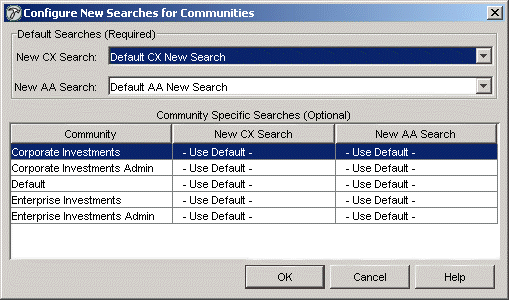 Configure New Searches for Communities
Default Searches (Required)
New CX Search: Default CX New Search
New AA Search: Default AA New Search
Community Specific Searches (Optional)
Community New CX Search New AA Search
Corporate Investments - Use Default - - Use Default -
Corporate Investments Admin - Use Default - - Use Default -
Default - Use Default - - Use Default -
Enterprise Investments - Use Default - - Use Default -
Enterprise Investments Admin - Use Default - - Use Default -
OK Cancel Help